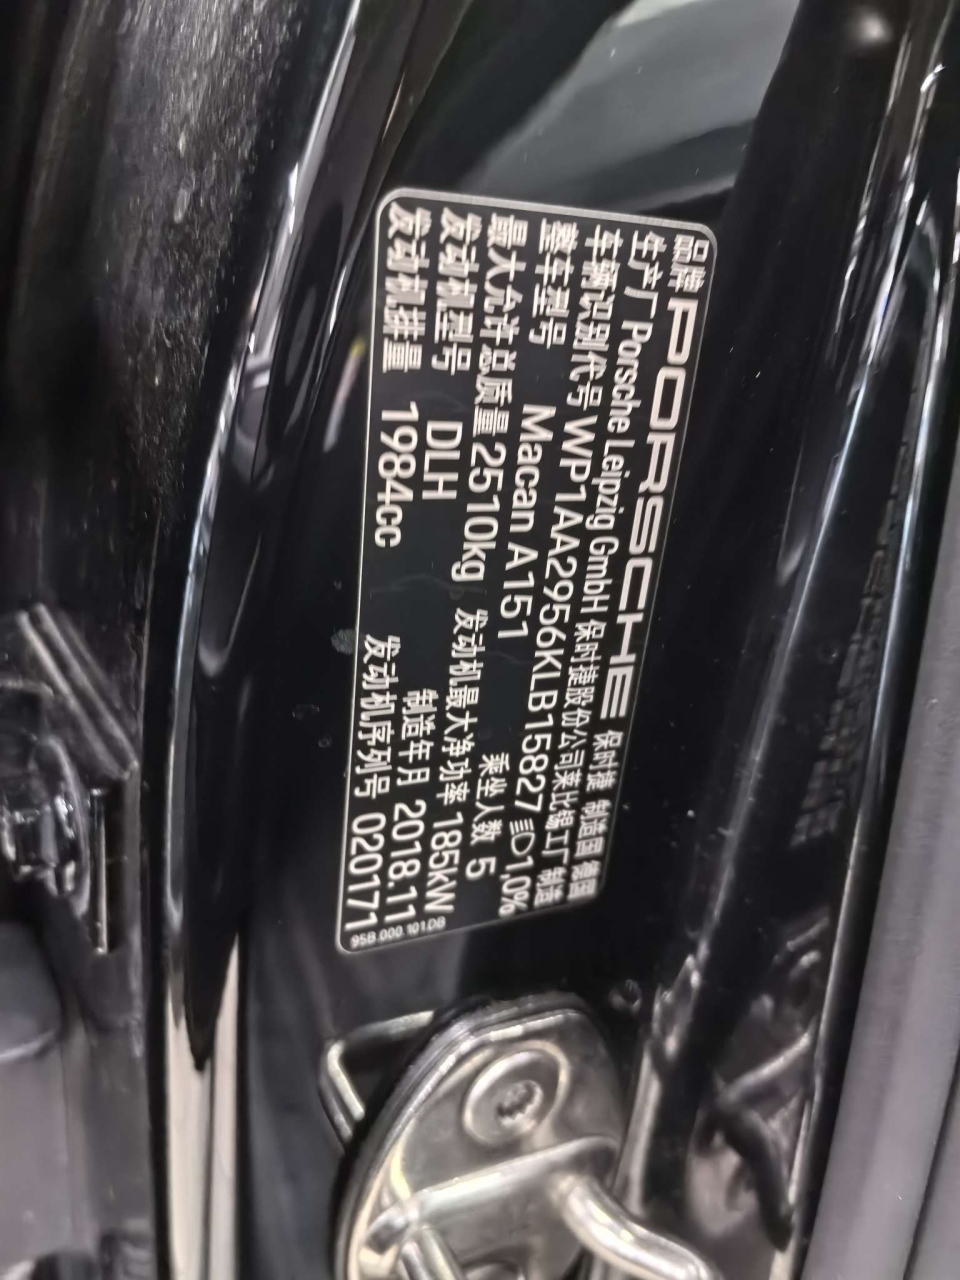 品牌 PORSCHE 保时捷 制造国 德国
生产厂 Porsche Leipzig GmbH 保时捷股份公司莱比锡工厂 制造
车辆识别代号 WP1AA2956KLB15827 1,0%
整车型号 Macan A151 乘坐人数 5
最大允许总质量 2510kg 发动机最大净功率 185kW
发动机型号 DLH 制造年月 2018.11
发动机排量 1984cc 发动机序列号 020171
95B.000.101.DB